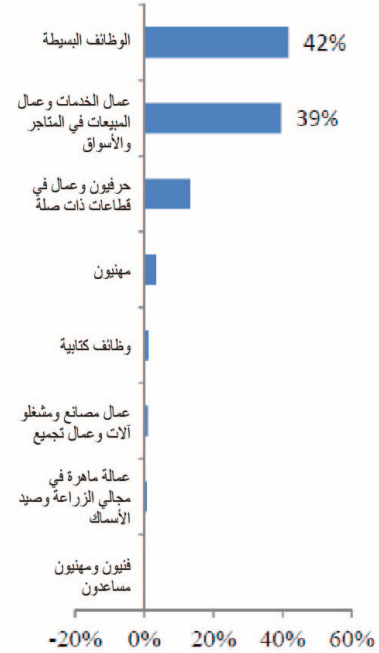 الوظائف البسيطة
42%
عمال الخدمات وعمال
المبيعات في المتاجر
والأسواق
39%
حرفيون وعمال في
قطاعات ذات صلة
مهنيون
وظائف كتابية
عمال مصانع ومشغلو
آلات وعمال تجميع
عمالة ماهرة في
مجالي الزراعة وصيد
الأسماك
فنيون ومهنيون
مساعدون
-20% 0% 20% 40% 60%